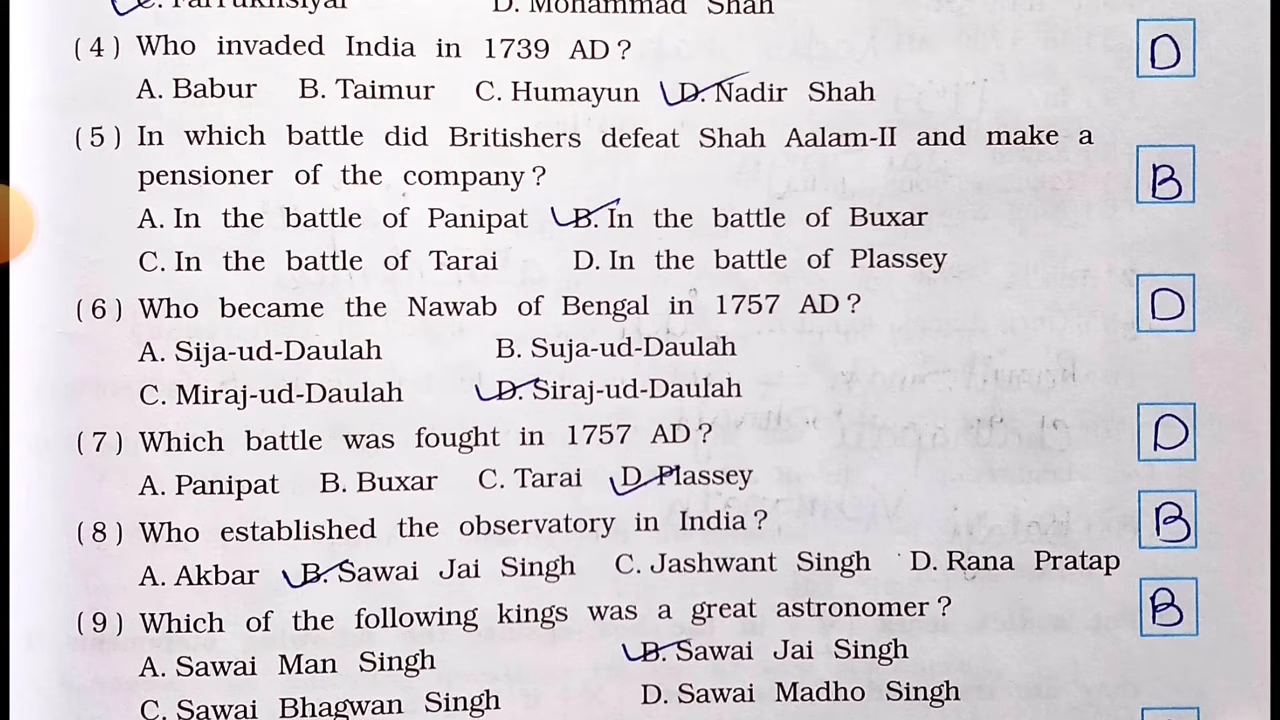 C. Farrukhsiyar D. Mohammad Shah
(4) Who invaded India in 1739 AD? D
A. Babur B. Taimur C. Humayun D. Nadir Shah
(5) In which battle did Britishers defeat Shah Aalam-II and make a
pensioner of the company? B
A. In the battle of Panipat B. In the battle of Buxar
C. In the battle of Tarai D. In the battle of Plassey
(6) Who became the Nawab of Bengal in 1757 AD? D
A. Sija-ud-Daulah B. Suja-ud-Daulah
C. Miraj-ud-Daulah D. Siraj-ud-Daulah
(7) Which battle was fought in 1757 AD? D
A. Panipat B. Buxar C. Tarai D. Plassey
(8) Who established the observatory in India? B
A. Akbar B. Sawai Jai Singh C. Jashwant Singh D. Rana Pratap
(9) Which of the following kings was a great astronomer? B
A. Sawai Man Singh B. Sawai Jai Singh
C. Sawai Bhagwan Singh D. Sawai Madho Singh